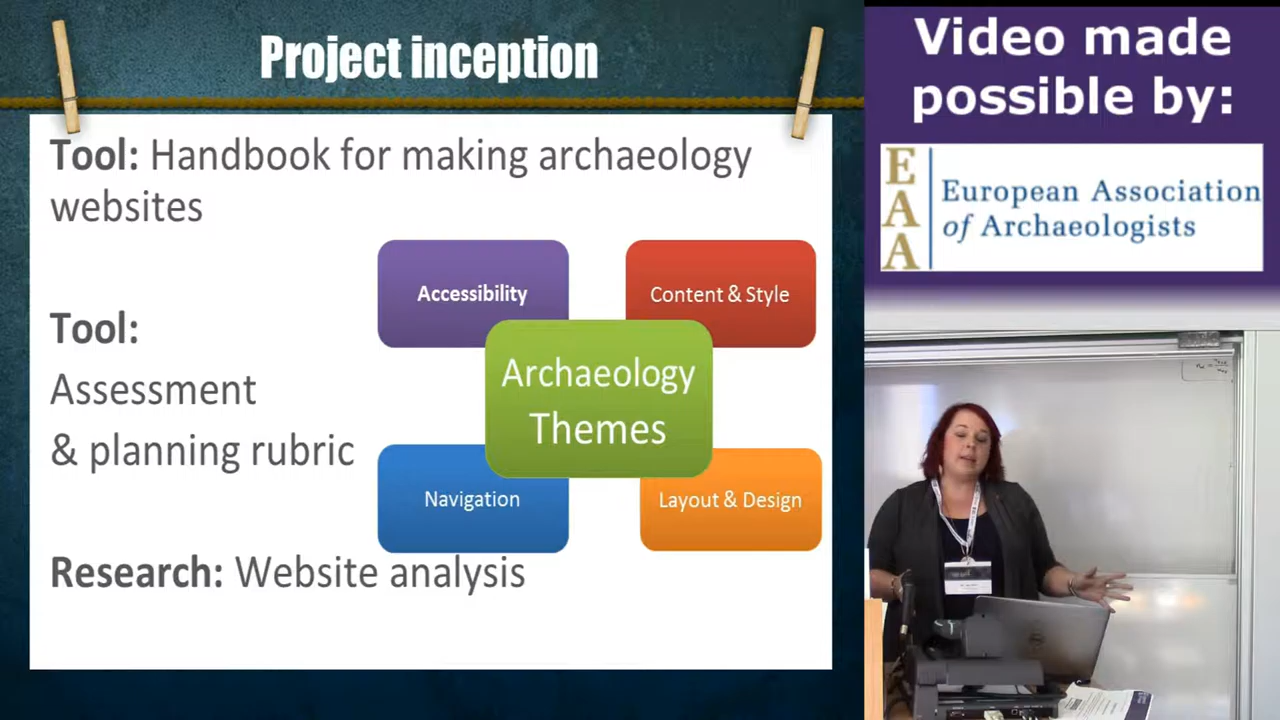 Project inception
Tool: Handbook for making archaeology
websites
Accessibility
Content & Style
Tool:
Assessment
& planning rubric
Archaeology
Themes
Navigation
Layout & Design
Research: Website analysis
Video made
possible by:
EAA
European Association
of Archaeologists